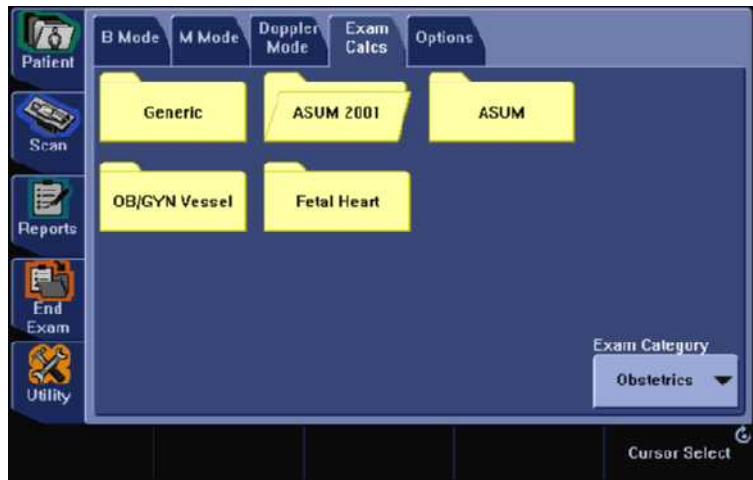 Patient
Scan
Reports
End
Exam
Utility
B Mode
M Mode
Doppler
Mode
Exam
Calcs
Options
Generic
ASUM 2001
ASUM
OB/GYN Vessel
Fetal Heart
Exam Category
Obstetrics
Cursor Select